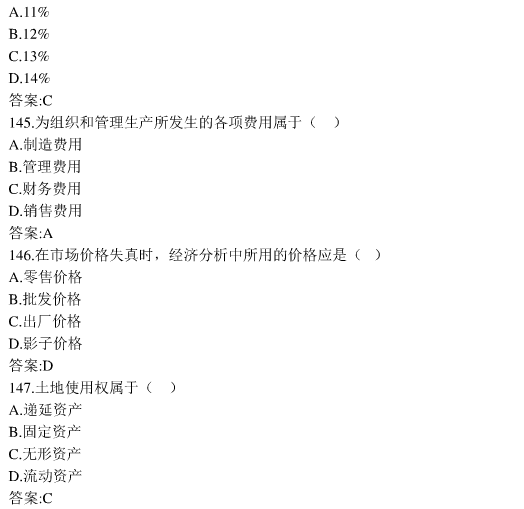 A.11%
B.12%
C.13%
D.14%
答案:C
145.为组织和管理生产所发生的各项费用属于（　）
A.制造费用
B.管理费用
C.财务费用
D.销售费用
答案:A
146.在市场价格失真时，经济分析中所用的价格应是（　）
A.零售价格
B.批发价格
C.出厂价格
D.影子价格
答案:D
147.土地使用权属于（　）
A.递延资产
B.固定资产
C.无形资产
D.流动资产
答案:C